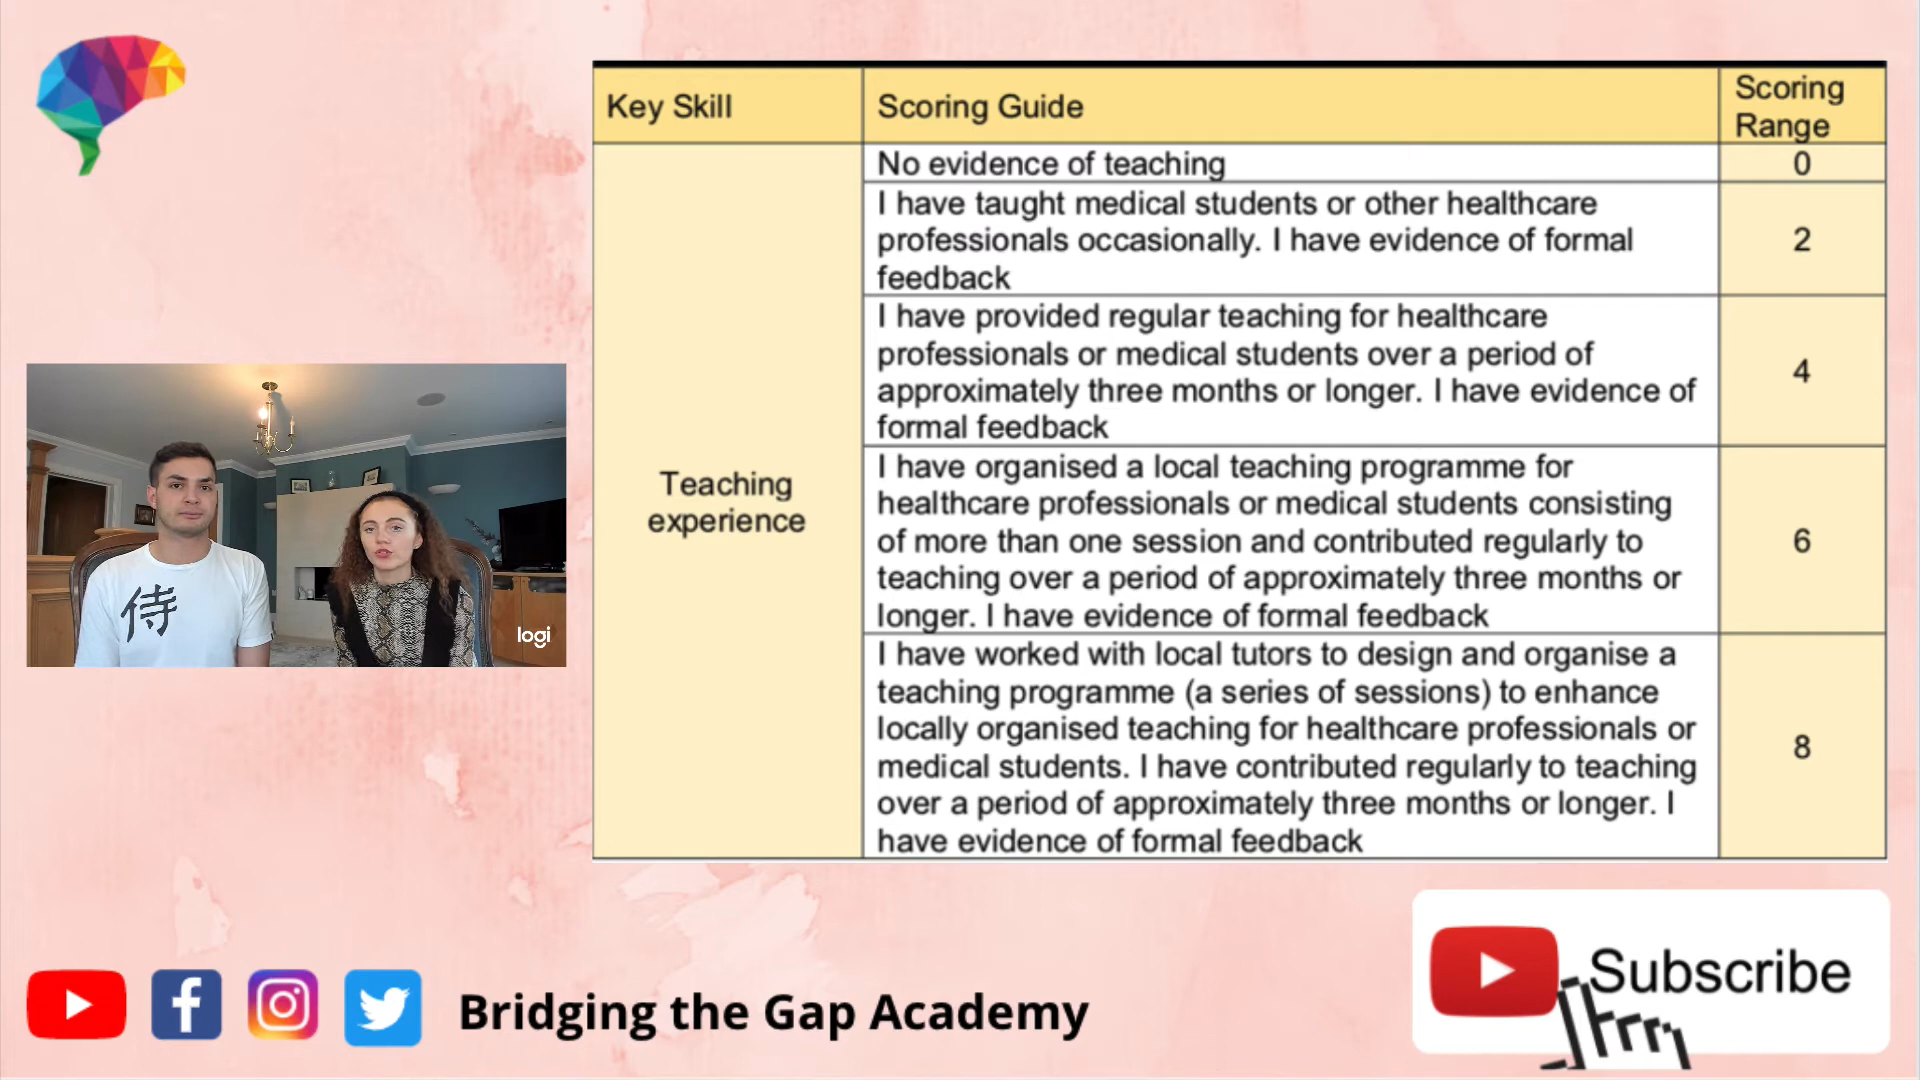 Key Skill
Scoring Guide
Scoring
Range
No evidence of teaching
0
I have taught medical students or other healthcare
professionals occasionally. I have evidence of formal
feedback
2
I have provided regular teaching for healthcare
professionals or medical students over a period of
approximately three months or longer. I have evidence of
formal feedback
4
Teaching
experience
I have organised a local teaching programme for
healthcare professionals or medical students consisting
of more than one session and contributed regularly to
teaching over a period of approximately three months or
longer. I have evidence of formal feedback
6
I have worked with local tutors to design and organise a
teaching programme (a series of sessions) to enhance
locally organised teaching for healthcare professionals or
medical students. I have contributed regularly to teaching
over a period of approximately three months or longer. I
have evidence of formal feedback
8
侍
logi
Bridging the Gap Academy
Subscribe